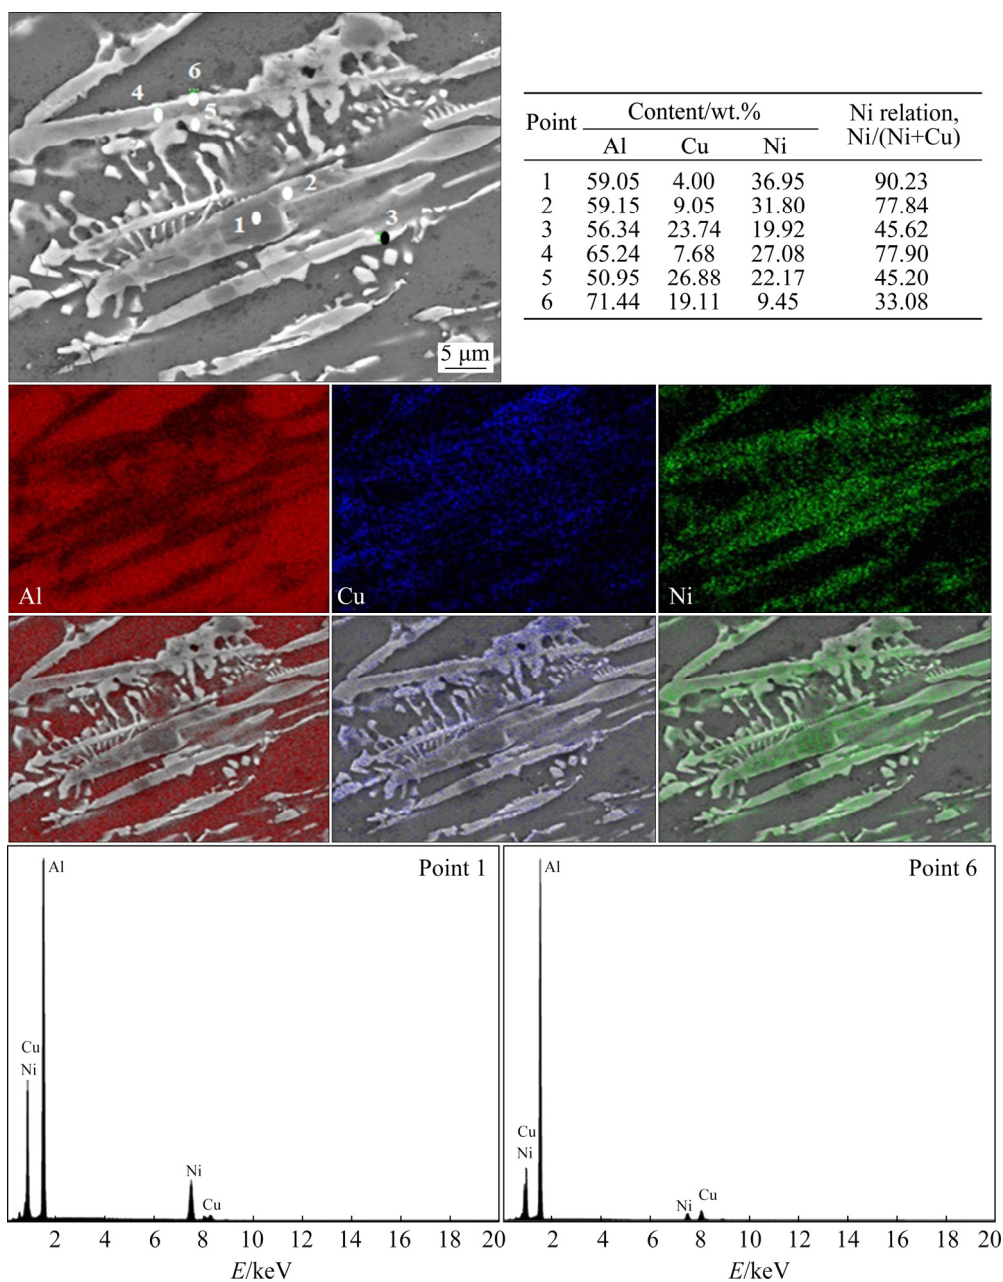 6
4
5
2
1
3
5 μm
Point Content/wt.% Ni relation, Ni/(Ni+Cu)
Al Cu Ni
1 59.05 4.00 36.95 90.23
2 59.15 9.05 31.80 77.84
3 56.34 23.74 19.92 45.62
4 65.24 7.68 27.08 77.90
5 50.95 26.88 22.17 45.20
6 71.44 19.11 9.45 33.08
Al Cu Ni
Point 1
Al
Cu
Ni
Ni
Cu
2 4 6 8 10 12 14 16 18 20
E/keV
Point 6
Al
Cu
Ni
Ni
Cu
2 4 6 8 10 12 14 16 18 20
E/keV